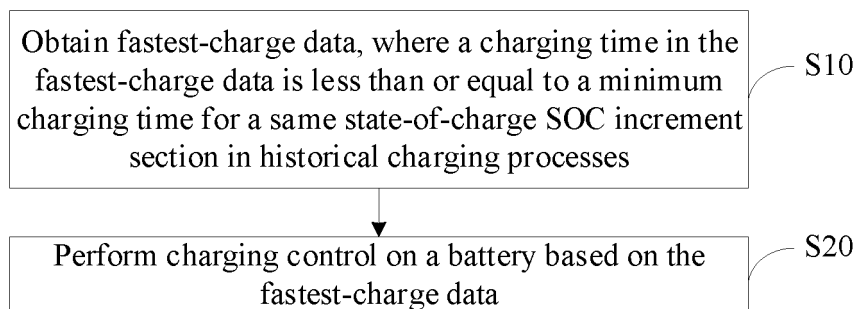 Obtain fastest-charge data, where a charging time in the
fastest-charge data is less than or equal to a minimum
charging time for a same state-of-charge SOC increment
section in historical charging processes
S10
Perform charging control on a battery based on the
fastest-charge data
S20